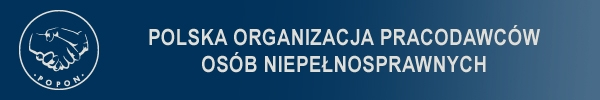 POLSKA ORGANIZACJA PRACODAWCÓW
OSÓB NIEPEŁNOSPRAWNYCH
· POPON ·